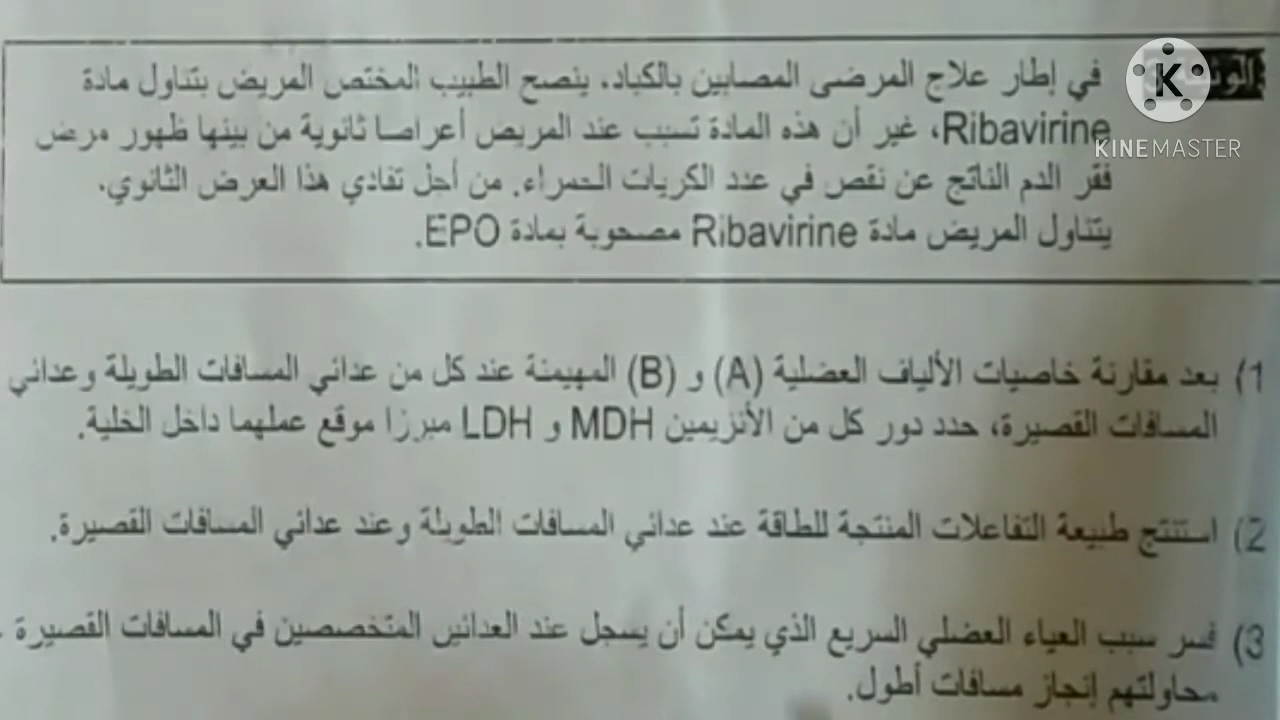 في إطار علاج المرضى المصابين بالكباد، ينصح الطبيب المختص المريض بتناول مادة
Ribavirine، غير أن هذه المادة تسبب عند المريض أعراضا ثانوية من بينها ظهور مرض
فقر الدم الناتج عن نقص في عدد الكريات الحمراء. من أجل تفادي هذا العرض الثانوي،
يتناول المريض مادة Ribavirine مصحوبة بمادة EPO.
KINEMASTER
1) بعد مقارنة خاصيات الألياف العضلية (A) و (B) المهيمنة عند كل من عدائي المسافات الطويلة وعدائي
المسافات القصيرة، حدد دور كل من الأنزيمين MDH و LDH مبرزا موقع عملهما داخل الخلية.
2) استنتج طبيعة التفاعلات المنتجة للطاقة عند عدائي المسافات الطويلة وعند عدائي المسافات القصيرة.
3) فسر سبب العياء العضلي السريع الذي يمكن أن يسجل عند العدائين المتخصصين في المسافات القصيرة
محاولتهم إنجاز مسافات أطول.